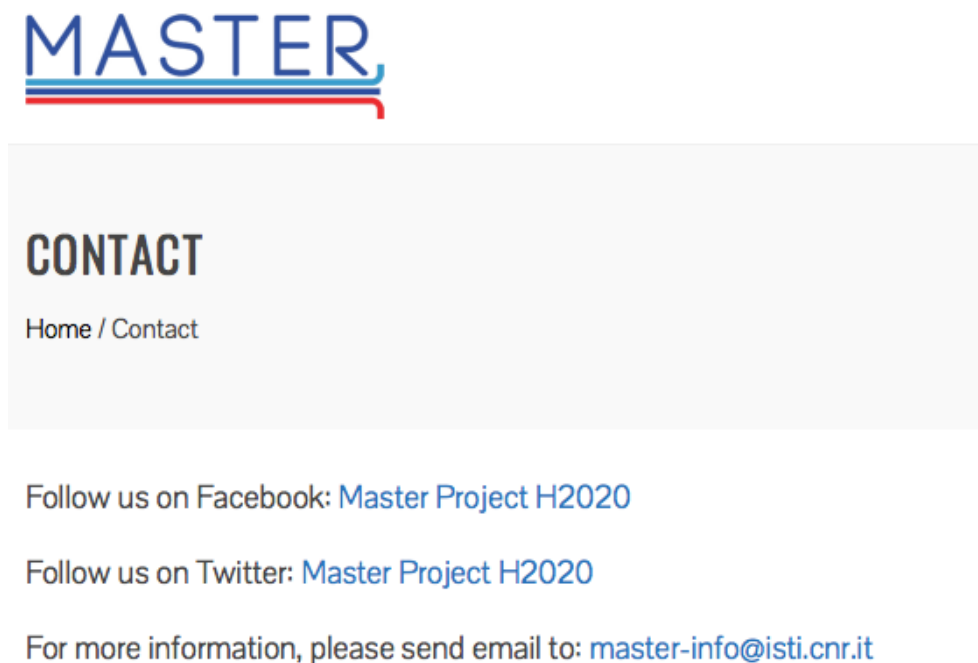 MASTER
CONTACT
Home / Contact
Follow us on Facebook: Master Project H2020
Follow us on Twitter: Master Project H2020
For more information, please send email to: master-info@isti.cnr.it